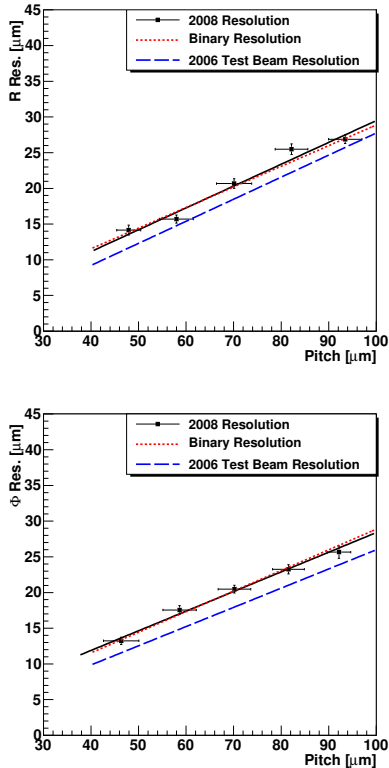 R Res. [μm]
45
40
35
30
25
20
15
10
5
0
2008 Resolution
Binary Resolution
2006 Test Beam Resolution
30 40 50 60 70 80 90 100
Pitch [μm]
Φ Res. [μm]
45
40
35
30
25
20
15
10
5
0
2008 Resolution
Binary Resolution
2006 Test Beam Resolution
30 40 50 60 70 80 90 100
Pitch [μm]